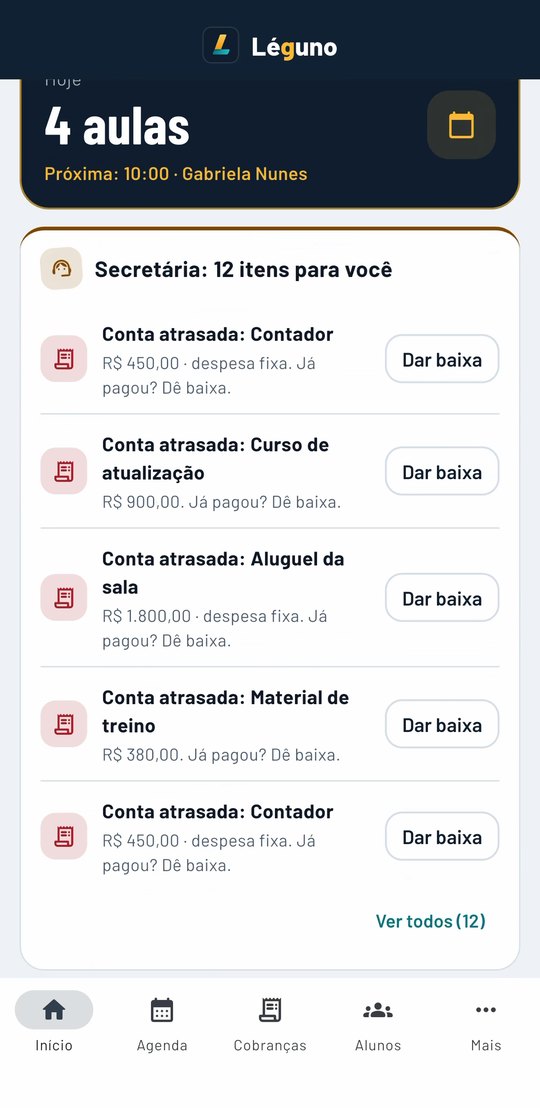 Léguno
Hoje
4 aulas
Próxima: 10:00 · Gabriela Nunes
Secretária: 12 itens para você
Conta atrasada: Contador
R$ 450,00 · despesa fixa. Já
pagou? Dê baixa.
Dar baixa
Conta atrasada: Curso de
atualização
R$ 900,00. Já pagou? Dê baixa.
Dar baixa
Conta atrasada: Aluguel da
sala
R$ 1.800,00 · despesa fixa. Já
pagou? Dê baixa.
Dar baixa
Conta atrasada: Material de
treino
R$ 380,00. Já pagou? Dê baixa.
Dar baixa
Conta atrasada: Contador
R$ 450,00 · despesa fixa. Já
pagou? Dê baixa.
Dar baixa
Ver todos (12)
Início
Agenda
Cobranças
Alunos
Mais